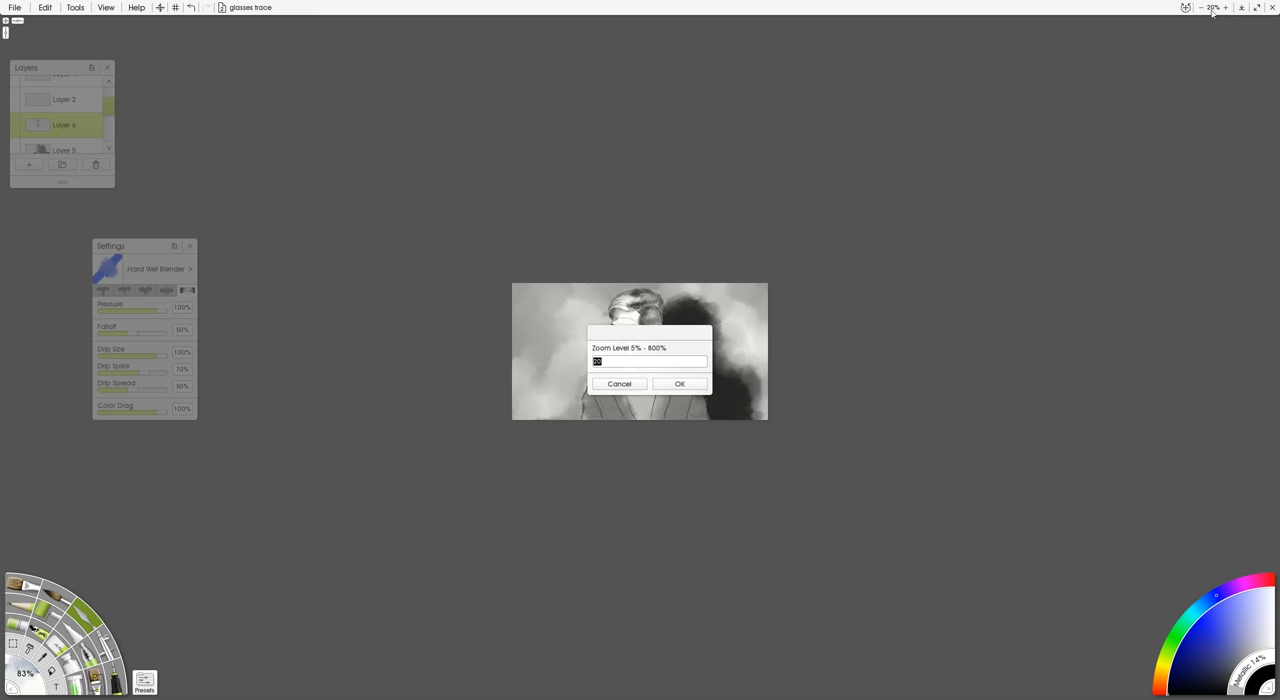 File Edit Tools View Help glasses trace 20%
Layers
Layer 2
Layer 6
Layer 5
Settings
Hard Wet Blender >
Pressure 100%
Falloff 80%
Drip Size 100%
Drip Spike 70%
Drip Spread 80%
Color Drag 100%
Zoom Level 5% - 800%
20
Cancel OK
83%
T
Presets
Metallic 14%